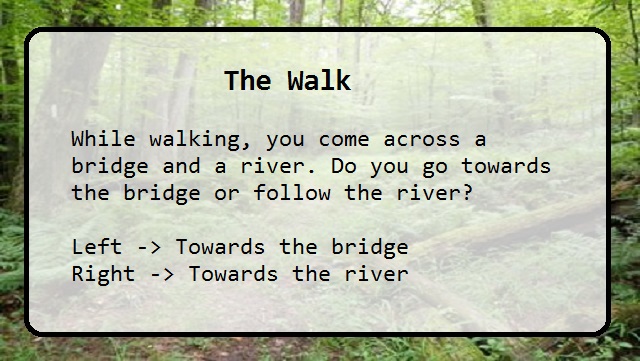 The Walk
While walking, you come across a
bridge and a river. Do you go towards
the bridge or follow the river?
Left -> Towards the bridge
Right -> Towards the river